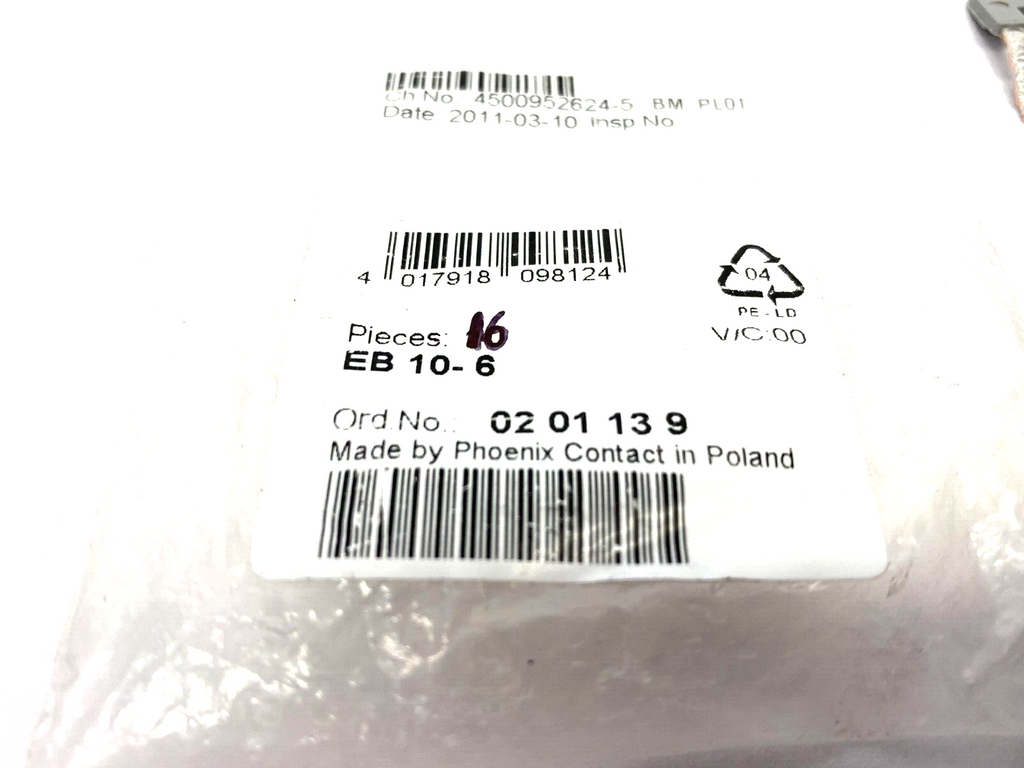 Ch No 4500952624-5 BM PL01
Date 2011-03-10 Insp No
4 017918 098124
04
PE-LD
V/C:00
Pieces: 16
EB 10- 6
Ord.No.: 02 01 13 9
Made by Phoenix Contact in Poland